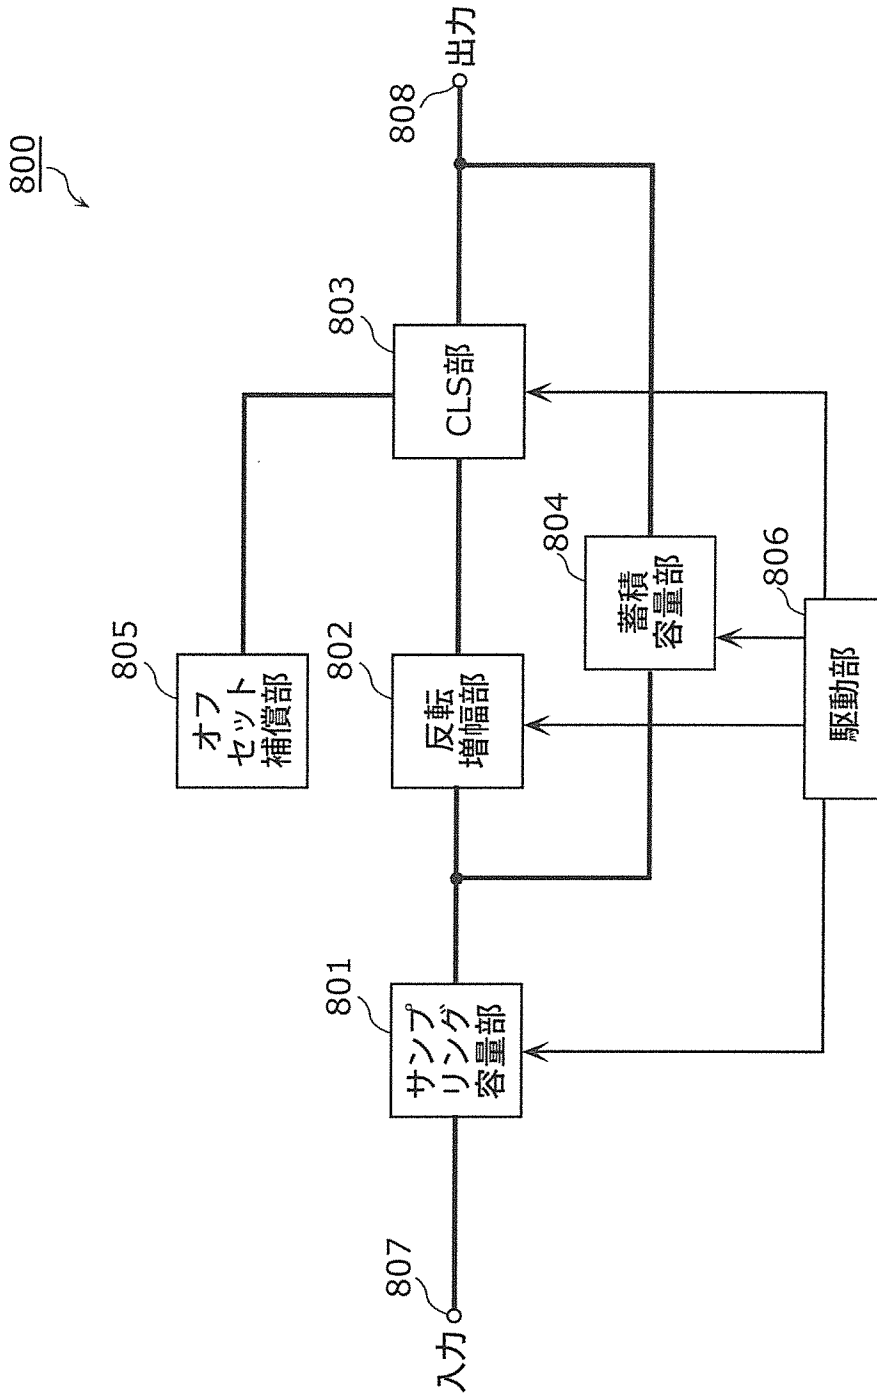 800
805
オフ
セット
補償部
801
サンプ
リング
容量部
802
反転
増幅部
803
CLS部
807
入力
808
出力
804
蓄積
容量部
806
駆動部